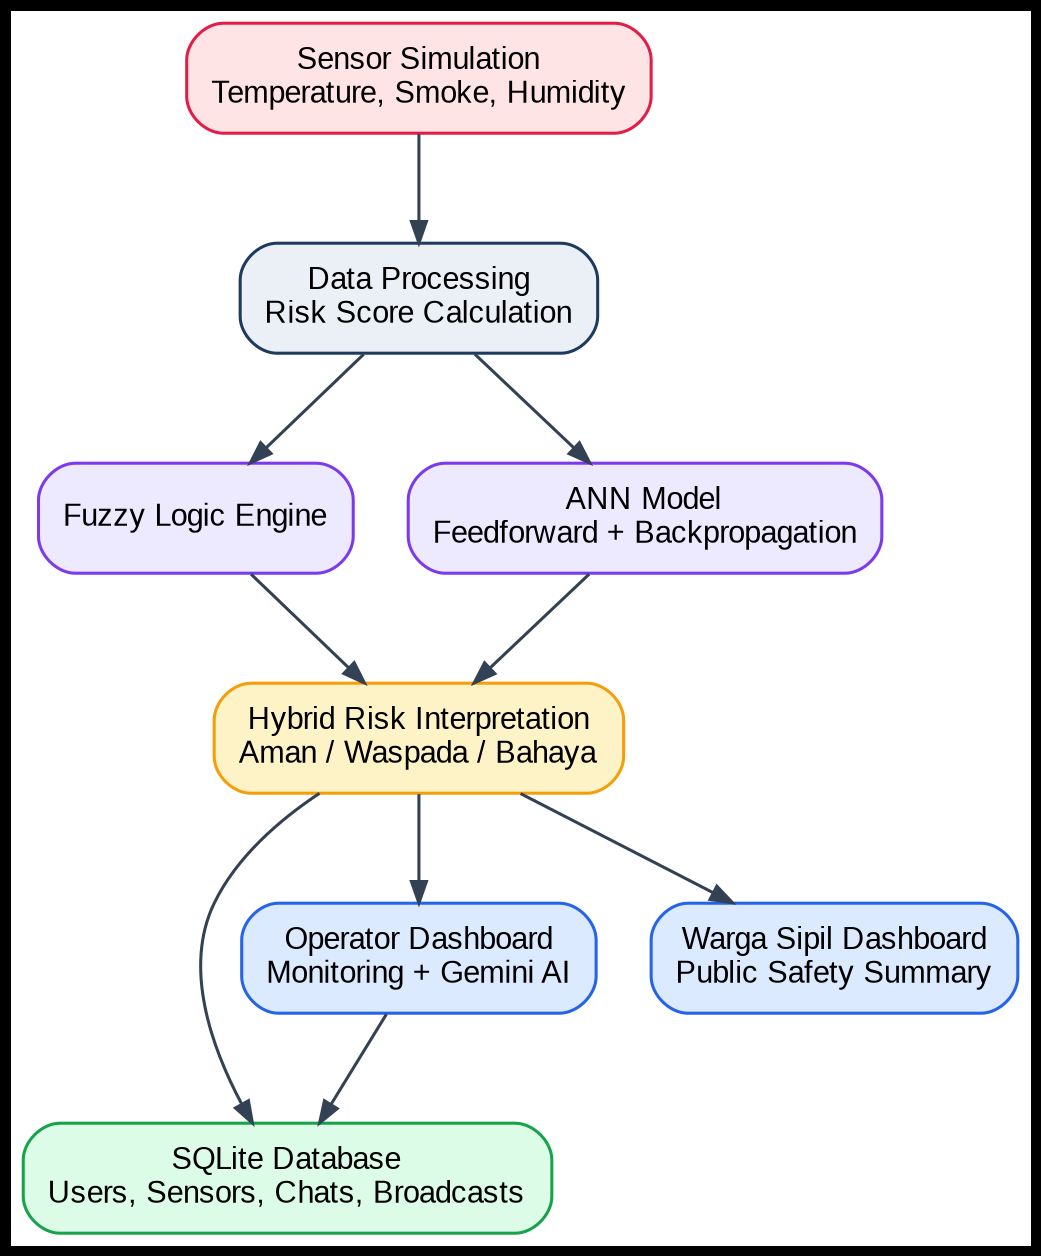 Sensor Simulation
Temperature, Smoke, Humidity
Data Processing
Risk Score Calculation
Fuzzy Logic Engine
ANN Model
Feedforward + Backpropagation
Hybrid Risk Interpretation
Aman / Waspada / Bahaya
Operator Dashboard
Monitoring + Gemini AI
Warga Sipil Dashboard
Public Safety Summary
SQLite Database
Users, Sensors, Chats, Broadcasts